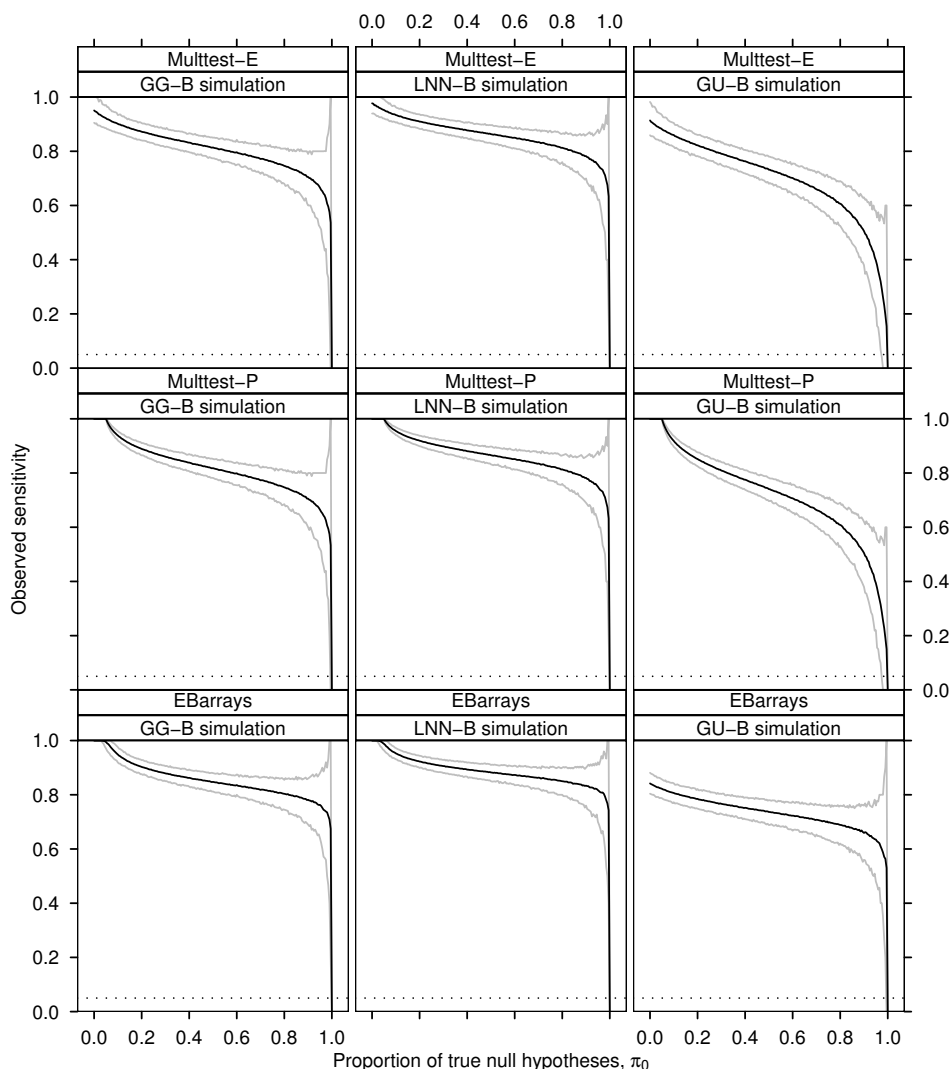 0.0 0.2 0.4 0.6 0.8 1.0
Multtest−E Multtest−E Multtest−E
GG−B simulation LNN−B simulation GU−B simulation
1.0
0.8
0.6
0.4
0.2
0.0
Multtest−P Multtest−P Multtest−P
GG−B simulation LNN−B simulation GU−B simulation
1.0
0.8
0.6
0.4
0.2
0.0
Observed sensitivity
EBarrays EBarrays EBarrays
GG−B simulation LNN−B simulation GU−B simulation
1.0
0.8
0.6
0.4
0.2
0.0
0.0 0.2 0.4 0.6 0.8 1.0 0.0 0.2 0.4 0.6 0.8 1.0
Proportion of true null hypotheses, π0